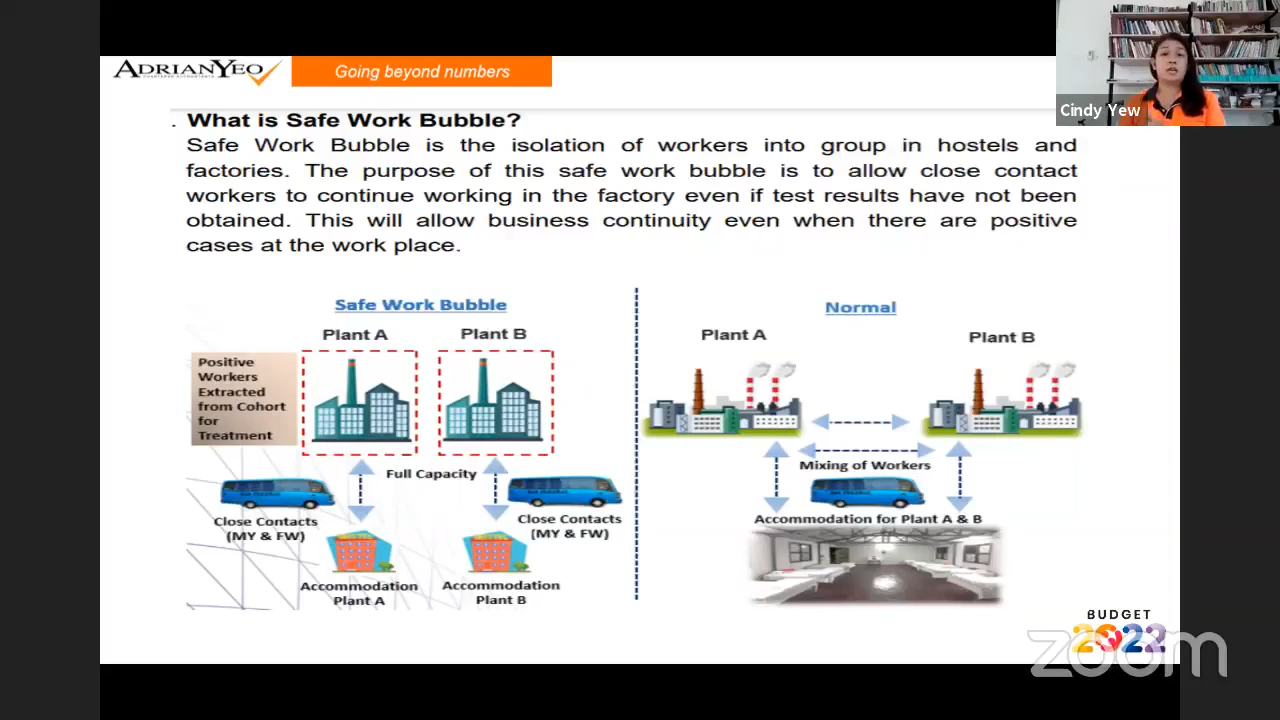 ADRIANYEO
CHARTERED ACCOUNTANTS
Going beyond numbers
Cindy Yew
. What is Safe Work Bubble?
Safe Work Bubble is the isolation of workers into group in hostels and
factories. The purpose of this safe work bubble is to allow close contact
workers to continue working in the factory even if test results have not been
obtained. This will allow business continuity even when there are positive
cases at the work place.
Safe Work Bubble
Plant A
Plant B
Positive
Workers
Extracted
from Cohort
for
Treatment
Full Capacity
Close Contacts
(MY & FW)
Close Contacts
(MY & FW)
Accommodation
Plant A
Accommodation
Plant B
Normal
Plant A
Plant B
Mixing of Workers
Accommodation for Plant A & B
BUDGET
2022
zoom